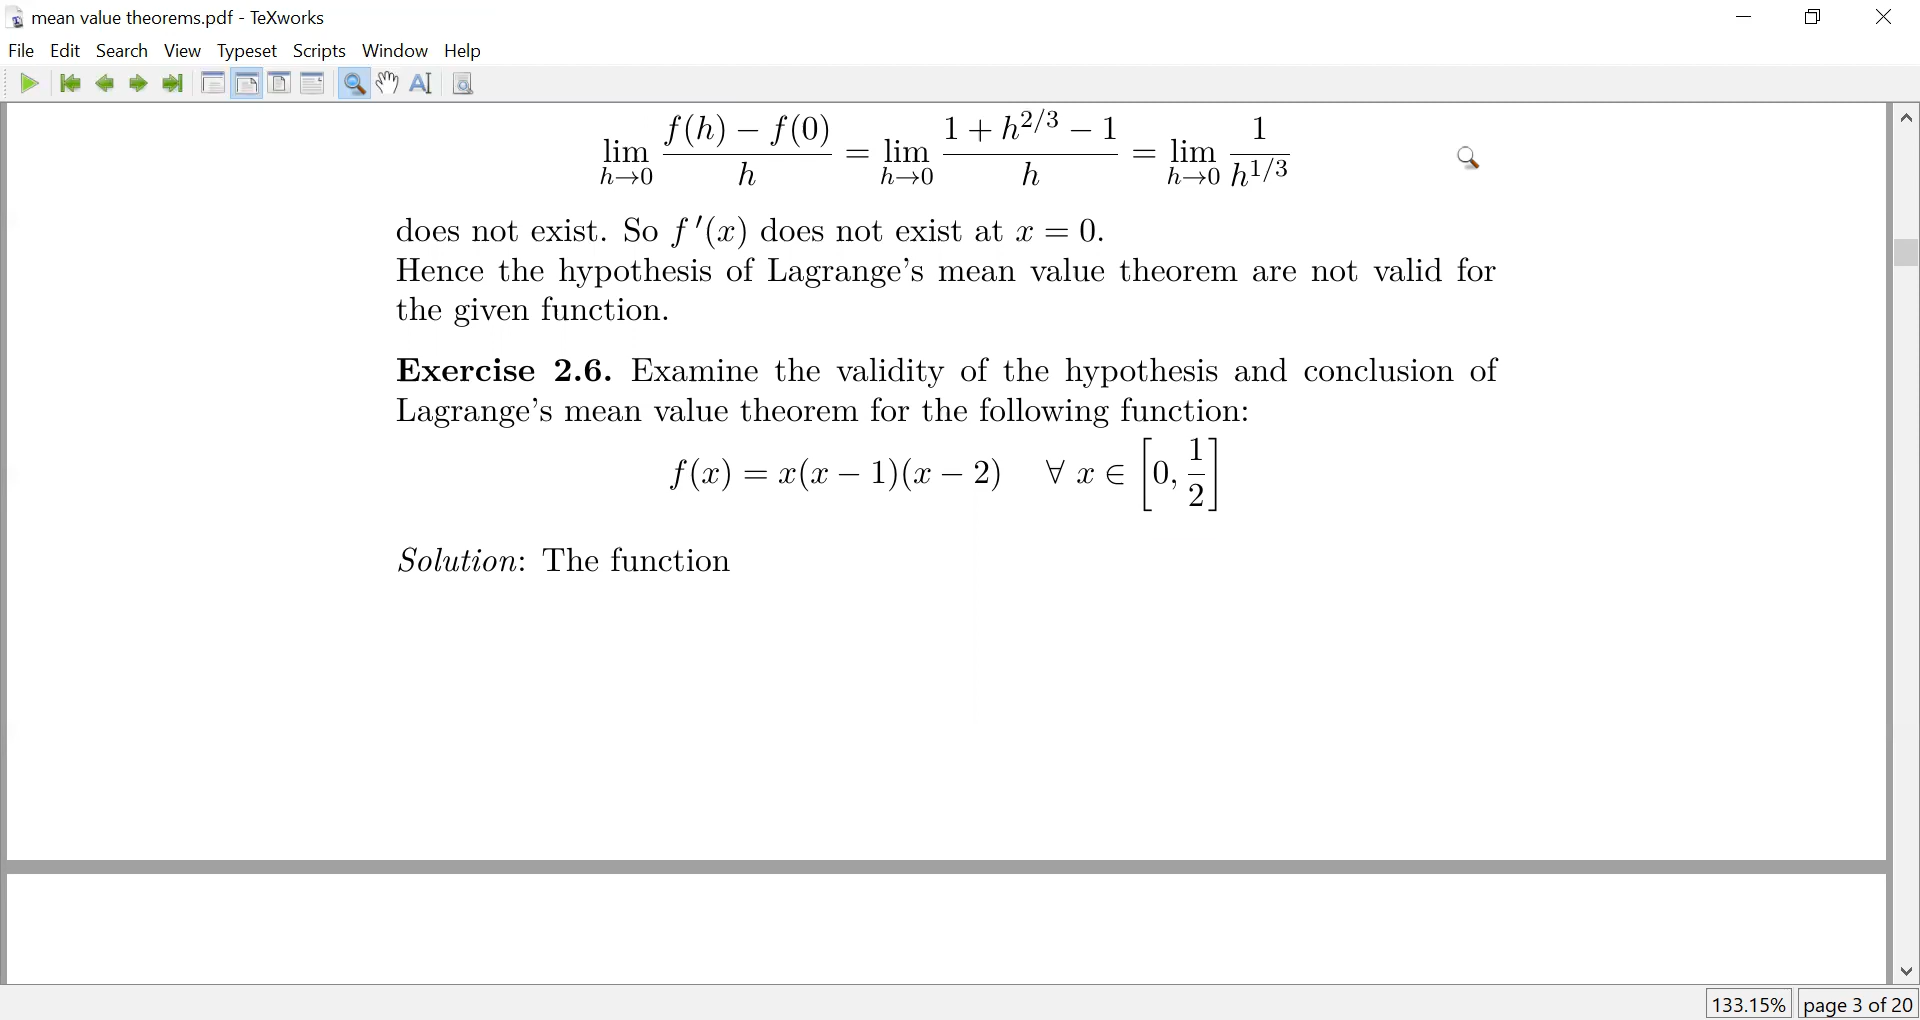 mean value theorems.pdf - TeXworks
File Edit Search View Typeset Scripts Window Help
lim_{h→0} \frac{f(h) − f(0)}{h} = lim_{h→0} \frac{1 + h^{2/3} − 1}{h} = lim_{h→0} \frac{1}{h^{1/3}}
does not exist. So f ′(x) does not exist at x = 0.
Hence the hypothesis of Lagrange's mean value theorem are not valid for
the given function.
Exercise 2.6. Examine the validity of the hypothesis and conclusion of
Lagrange's mean value theorem for the following function:
f(x) = x(x − 1)(x − 2) ∀ x ∈ [0, \frac{1}{2}]
Solution: The function
133.15% page 3 of 20